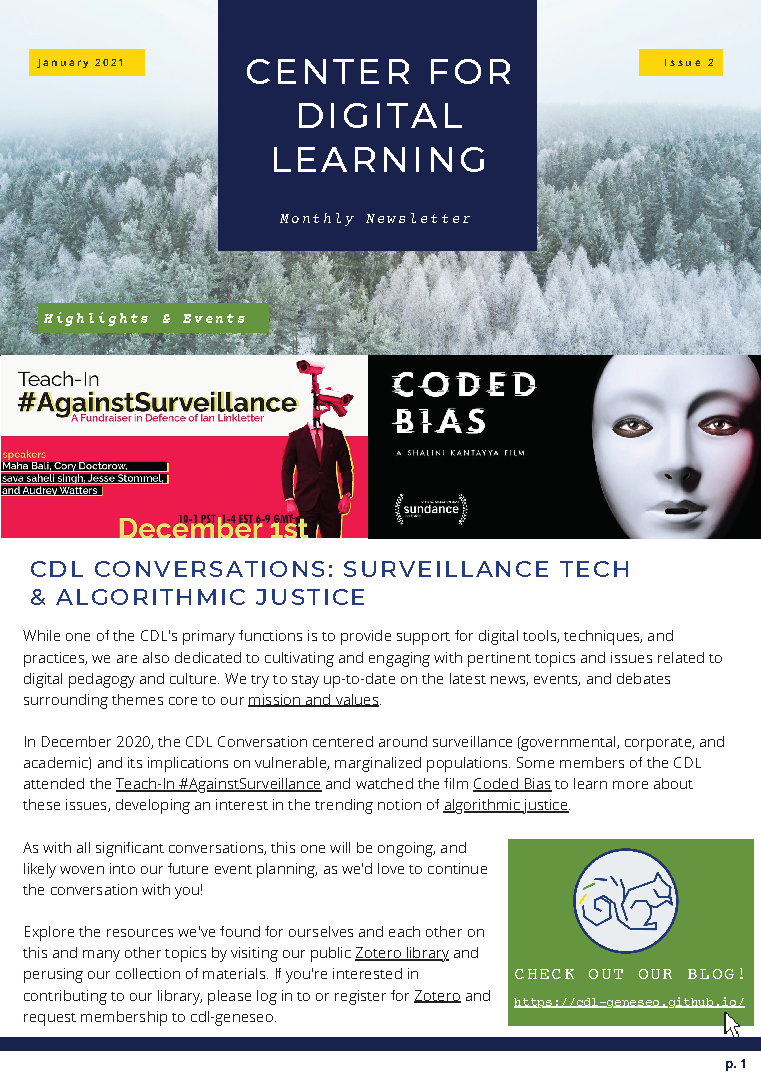 January 2021
Issue 2
CENTER FOR
DIGITAL
LEARNING
Monthly Newsletter
Highlights & Events
Teach-In
#AgainstSurveillance
A Fundraiser in Defence of Ian Linkletter
speakers
Maha Bali, Cory Doctorow,
sava saheli singh, Jesse Stommel,
and Audrey Watters
10-1 PST, 1-4 EST 6-9 GMT
December 1st
CODED
BIAS
A SHALINI KANTAYYA FILM
sundance
CDL CONVERSATIONS: SURVEILLANCE TECH
& ALGORITHMIC JUSTICE
While one of the CDL's primary functions is to provide support for digital tools, techniques, and
practices, we are also dedicated to cultivating and engaging with pertinent topics and issues related to
digital pedagogy and culture. We try to stay up-to-date on the latest news, events, and debates
surrounding themes core to our mission and values.
In December 2020, the CDL Conversation centered around surveillance (governmental, corporate, and
academic) and its implications on vulnerable, marginalized populations. Some members of the CDL
attended the Teach-In #AgainstSurveillance and watched the film Coded Bias to learn more about
these issues, developing an interest in the trending notion of algorithmic justice.
As with all significant conversations, this one will be ongoing, and
likely woven into our future event planning, as we'd love to continue
the conversation with you!
Explore the resources we've found for ourselves and each other on
this and many other topics by visiting our public Zotero library and
perusing our collection of materials. If you're interested in
contributing to our library, please log in to or register for Zotero and
request membership to cdl-geneseo.
CHECK OUT OUR BLOG!
https://cdl-geneseo.github.io/
p. 1